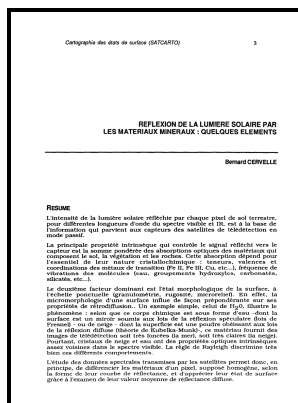 Cartographie des états de surface (SATCARTO) 3
REFLEXION DE LA LUMIERE SOLAIRE PAR
LES MATERIAUX MINERAUX : QUELQUES ELEMENTS
Bernard CERVELLE
RESUME
L'intensité de la lumière solaire réfléchie par chaque pixel de sol terrestre,
pour différentes longueurs d'onde du spectre visible et IR, est à la base de
l'information qui parvient aux capteurs des satellites de télédétection en
mode passif.
La principale propriété intrinsèque qui contrôle le signal réfléchi vers le
capteur est la somme pondérée des absorptions optiques des matériaux qui
composent le sol, la végétation et les roches. Cette absorption dépend pour
l'essentiel de leur nature cristallochimique : teneurs, valences et
coordinations des métaux de transition (Fe II, Fe III, Cu, etc...), fréquence de
vibrations des molécules (eau, groupements hydroxyles, carbonatés,
silicatés, etc...).
Le deuxième facteur dominant est l'état morphologique de la surface, à
l'échelle ponctuelle (granulométrie, rugosité, microrelief). En effet, la
micromorphologie d'une surface influe de façon prépondérante sur ses
propriétés de rétrodiffusion. Un exemple simple, celui de H20, illustre le
phénomène : selon que ce corps chimique est sous forme d'eau -dont la
surface est un miroir soumis aux lois de la réflexion spéculaire (lois de
Fresnel) - ou de neige - dont la superficie est une poudre obéissant aux lois
de la réflexion diffuse (théorie de Kubelka-Munk)-, ce matériau fournit des
images de télédétection soit très foncées (la mer), soit très claires (la neige).
Pourtant, cristaux de neige et eau ont des propriétés optiques intrinsèques
assez voisines dans le spectre visible. La règle de Rayleigh discrimine très
bien ces différents comportements.
L'étude des données spectrales transmises par les satellites permet donc, en
principe, de différencier les matériaux d'un pixel, supposé homogène, selon
la forme de leur courbe de réflectance, et d'apprécier leur état de surface
grâce à l'examen de leur valeur moyenne de réflectance diffuse.